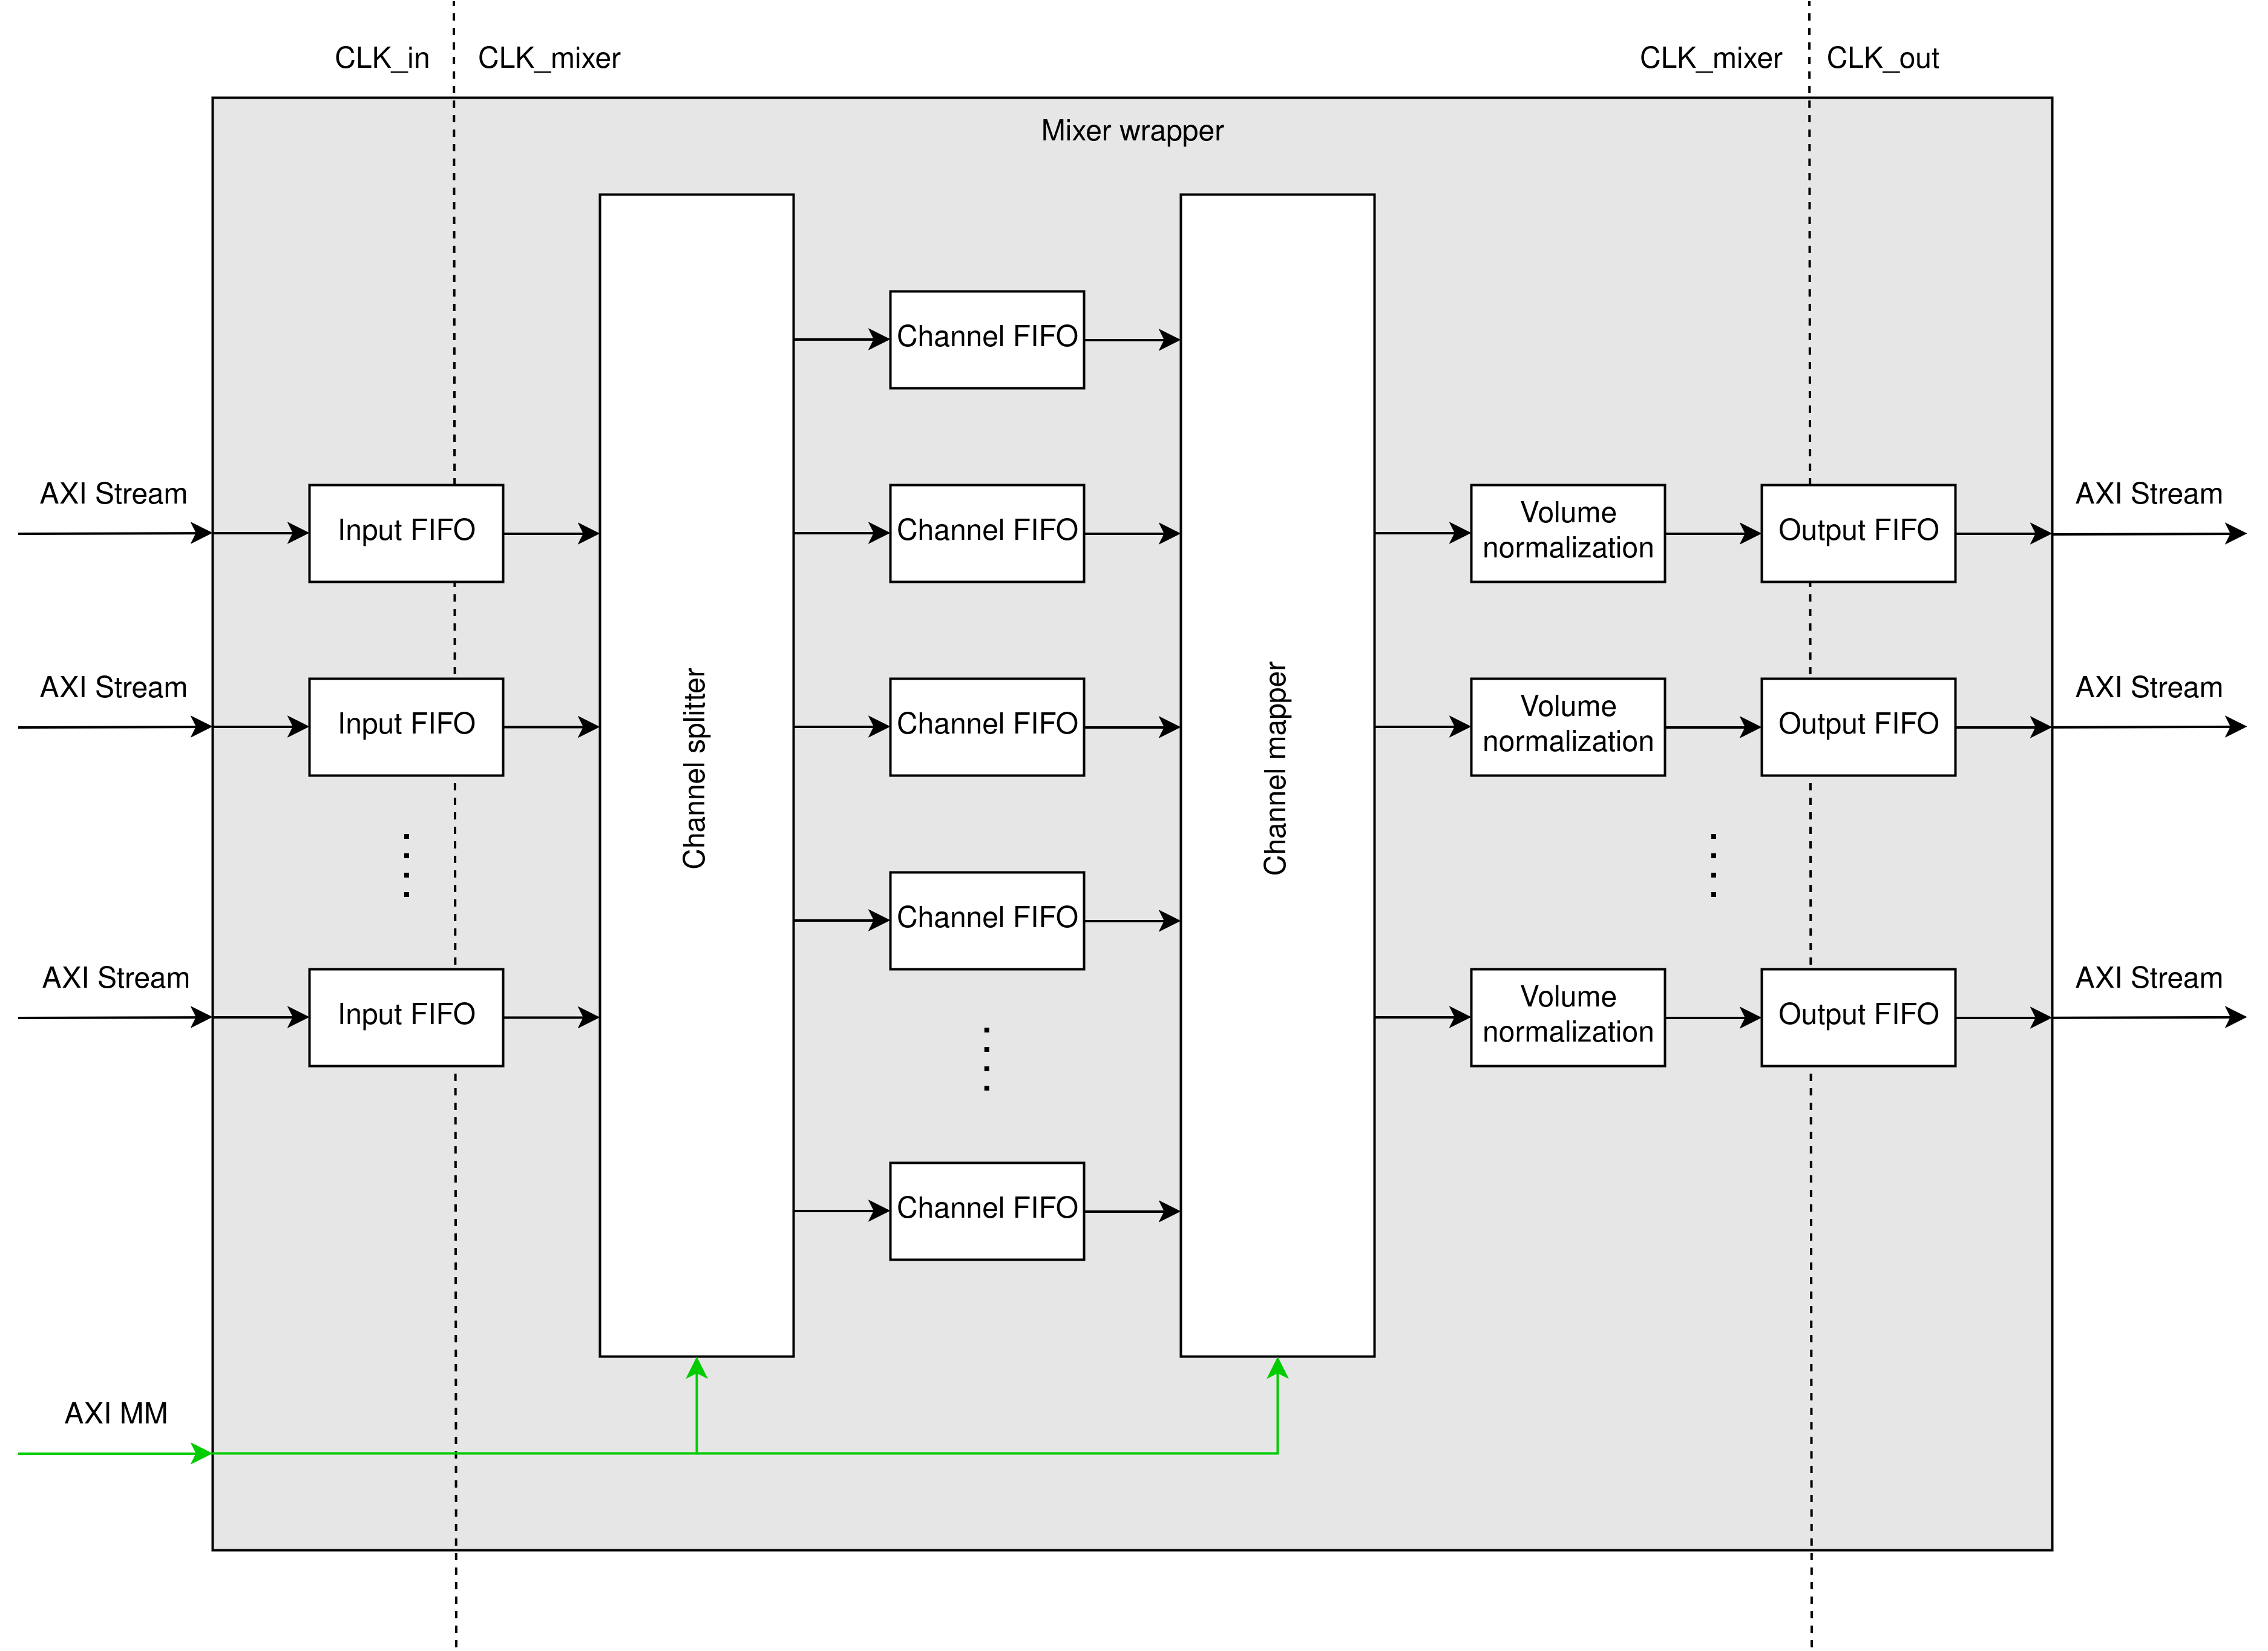 CLK_in
CLK_mixer
CLK_mixer
CLK_out
Mixer wrapper
Channel FIFO
AXI Stream
Input FIFO
Channel FIFO
Volume
normalization
Output FIFO
AXI Stream
AXI Stream
Input FIFO
Channel splitter
Channel FIFO
Channel mapper
Volume
normalization
Output FIFO
AXI Stream
Channel FIFO
AXI Stream
Input FIFO
Volume
normalization
Output FIFO
AXI Stream
Channel FIFO
AXI MM